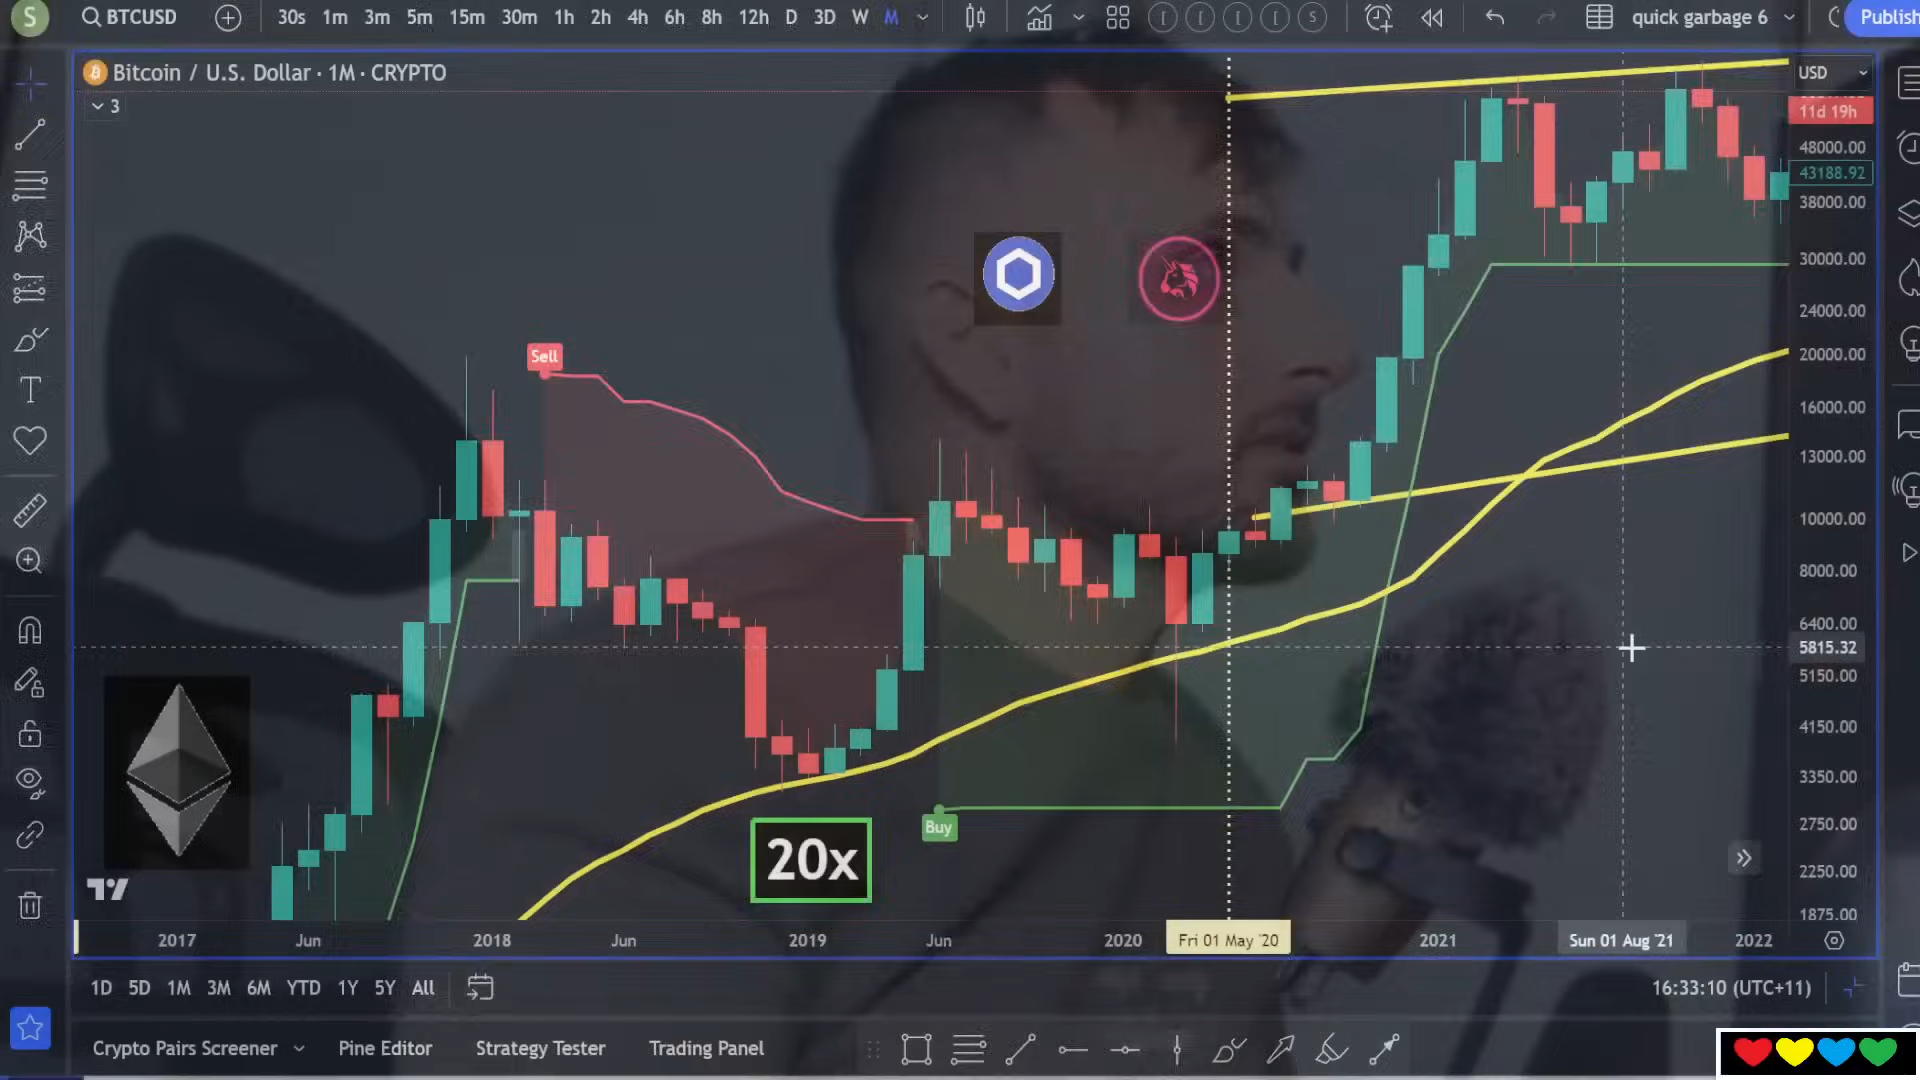 S BTCUSD 30s 1m 3m 5m 15m 30m 1h 2h 4h 6h 8h 12h D 3D W M S quick garbage 6 Publish
Bitcoin / U.S. Dollar · 1M · CRYPTO
3
USD
11d 19h
48000.00
43188.92
38000.00
30000.00
24000.00
20000.00
16000.00
13000.00
10000.00
8000.00
6400.00
5815.32
5150.00
4150.00
3350.00
2750.00
2250.00
1875.00
Sell
Buy
20x
2017 Jun 2018 Jun 2019 Jun 2020 Fri 01 May '20 2021 Sun 01 Aug '21 2022
1D 5D 1M 3M 6M YTD 1Y 5Y All 16:33:10 (UTC+11)
Crypto Pairs Screener Pine Editor Strategy Tester Trading Panel